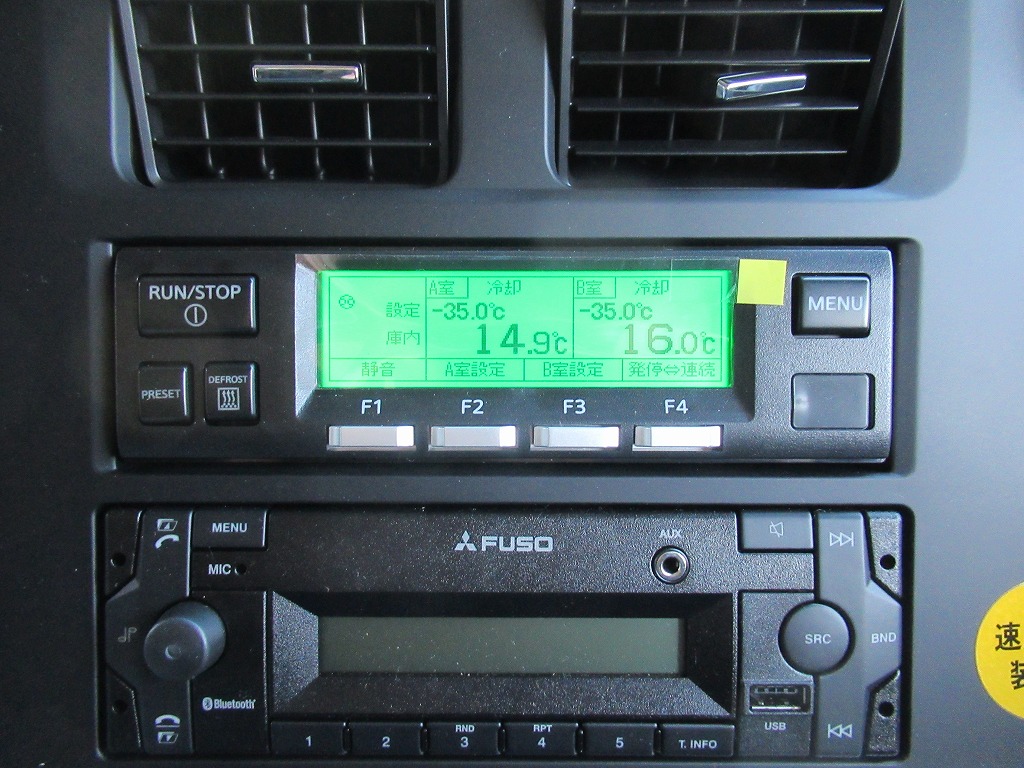 RUN/STOP
PRESET
DEFROST
A室 冷却 B室 冷却
設定 -35.0℃ -35.0℃
庫内 14.9℃ 16.0℃
静音 A室設定 B室設定 発停⇔連続
F1 F2 F3 F4
MENU
MENU
MIC
FUSO
AUX
SRC
BND
Bluetooth
USB
1 2 RND 3 RPT 4 5 T. INFO
速
装